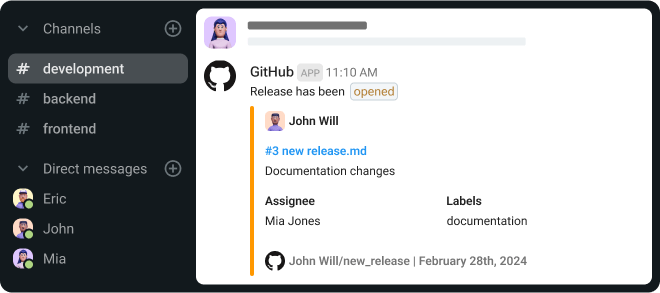 Channels
# development
# backend
# frontend
Direct messages
Eric
John
Mia
GitHub APP 11:10 AM
Release has been opened
John Will
#3 new release.md
Documentation changes
Assignee Labels
Mia Jones documentation
John Will/new_release | February 28th, 2024